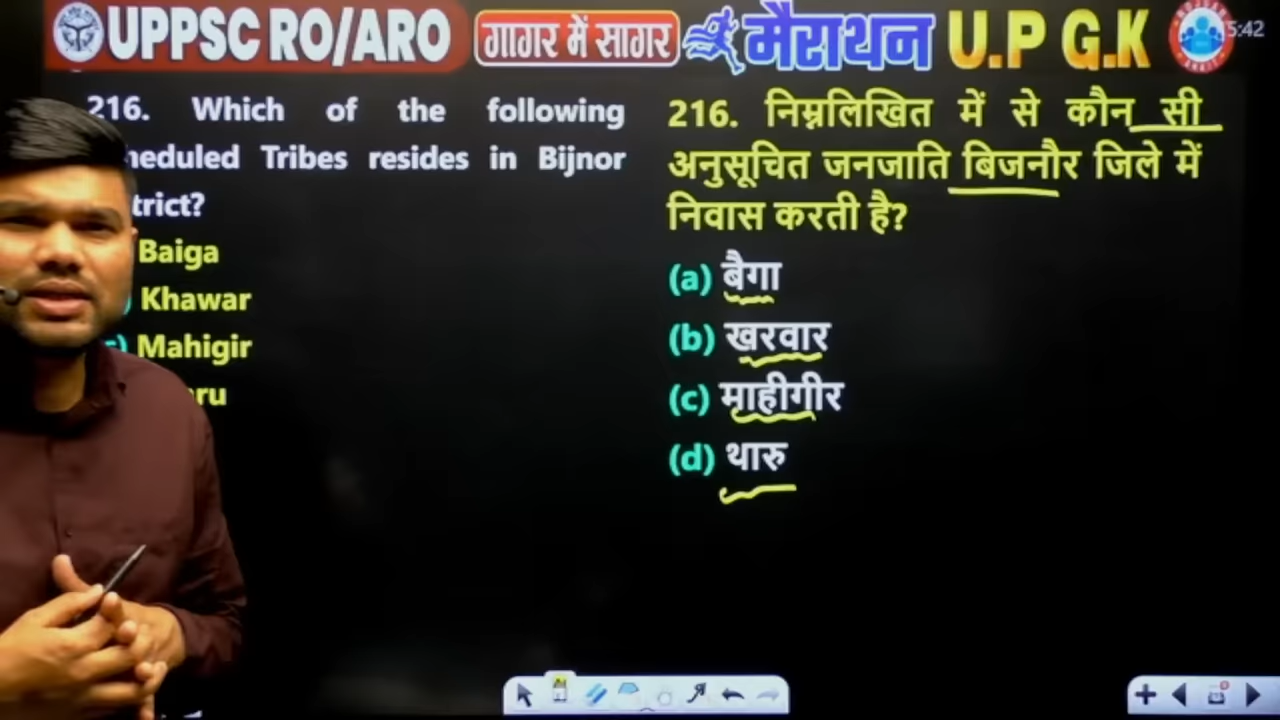 UPPSC RO/ARO गागर में सागर मैराथन U.P G.K
5:42
216. Which of the following
heduled Tribes resides in Bijnor
trict?
Baiga
) Khawar
c) Mahigir
ru
216. निम्नलिखित में से कौन सी
अनुसूचित जनजाति बिजनौर जिले में
निवास करती है?
(a) बैगा
(b) खरवार
(c) माहीगीर
(d) थारु